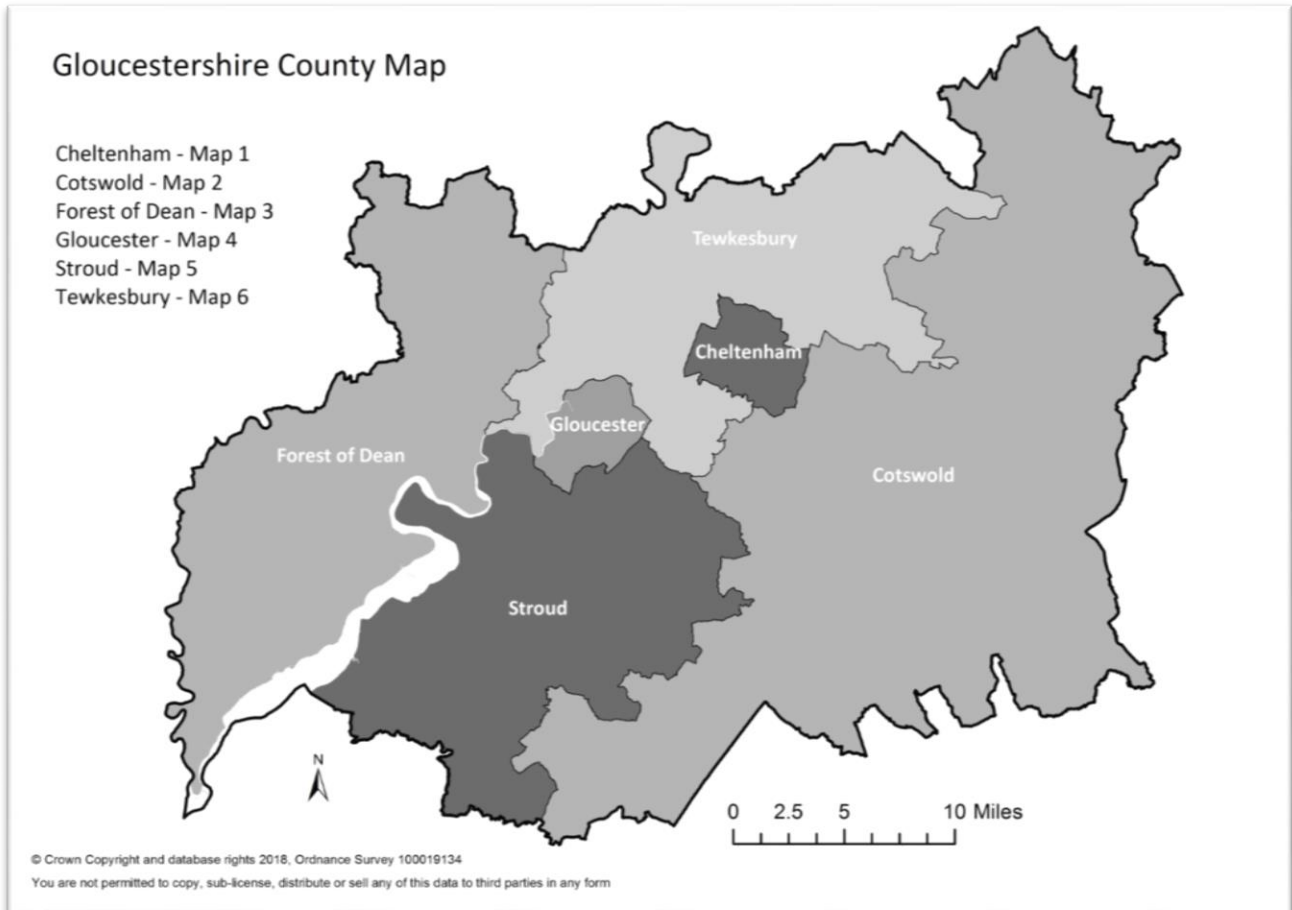 Gloucestershire County Map
Cheltenham - Map 1
Cotswold - Map 2
Forest of Dean - Map 3
Gloucester - Map 4
Stroud - Map 5
Tewkesbury - Map 6
Tewkesbury
Cheltenham
Gloucester
Forest of Dean
Cotswold
Stroud
N
0 2.5 5 10 Miles
© Crown Copyright and database rights 2018, Ordnance Survey 100019134
You are not permitted to copy, sub-license, distribute or sell any of this data to third parties in any form